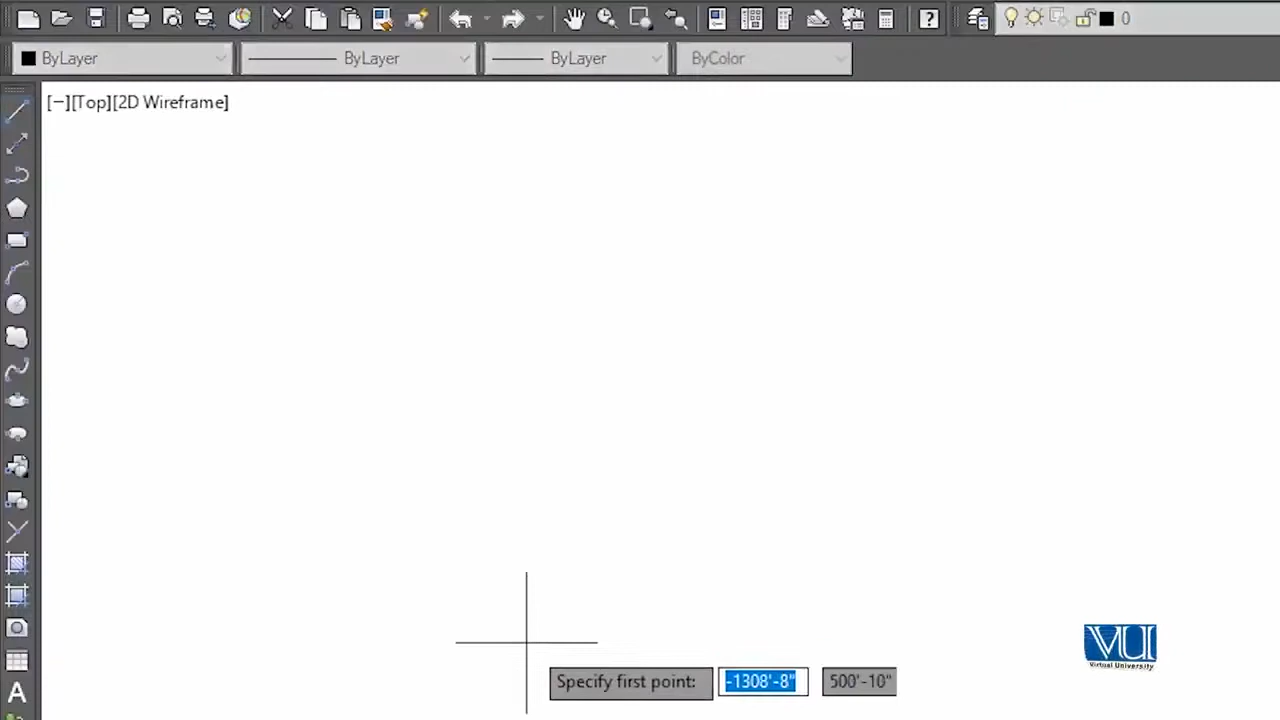 0
ByLayer ByLayer ByLayer ByColor
[−][Top][2D Wireframe]
A
Specify first point: -1308'-8" 500'-10"
VU
Virtual University